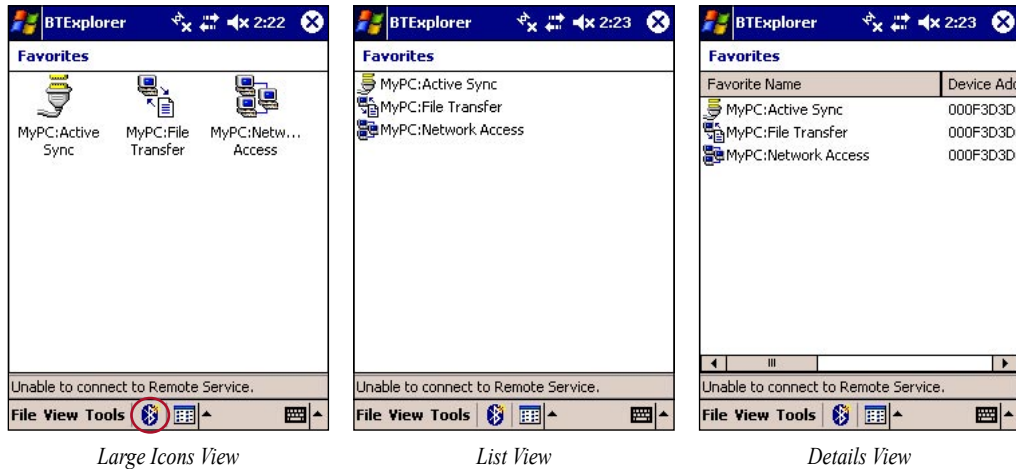 BTExplorer 2:22
Favorites
MyPC:Active Sync
MyPC:File Transfer
MyPC:Netw... Access
Unable to connect to Remote Service.
File View Tools
Large Icons View
BTExplorer 2:23
Favorites
MyPC:Active Sync
MyPC:File Transfer
MyPC:Network Access
Unable to connect to Remote Service.
File View Tools
List View
BTExplorer 2:23
Favorites
Favorite Name Device Add
MyPC:Active Sync 000F3D3D
MyPC:File Transfer 000F3D3D
MyPC:Network Access 000F3D3D
Unable to connect to Remote Service.
File View Tools
Details View